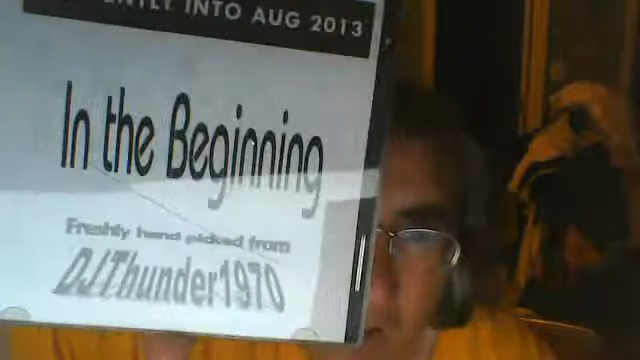 INTO AUG 2013
In the Beginning
Freshly hand picked from
DJThunder1970